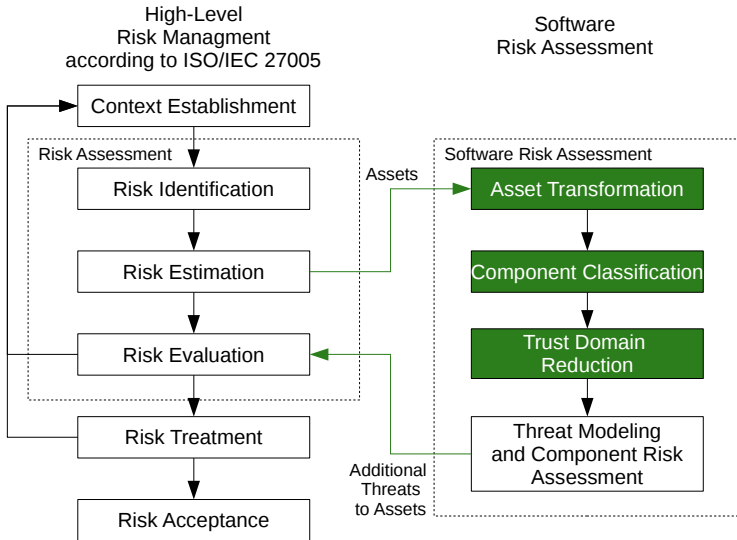 High-Level
Risk Managment
according to ISO/IEC 27005
Software
Risk Assessment
Context Establishment
Risk Assessment
Risk Identification
Risk Estimation
Risk Evaluation
Risk Treatment
Risk Acceptance
Assets
Additional
Threats
to Assets
Software Risk Assessment
Asset Transformation
Component Classification
Trust Domain
Reduction
Threat Modeling
and Component Risk
Assessment